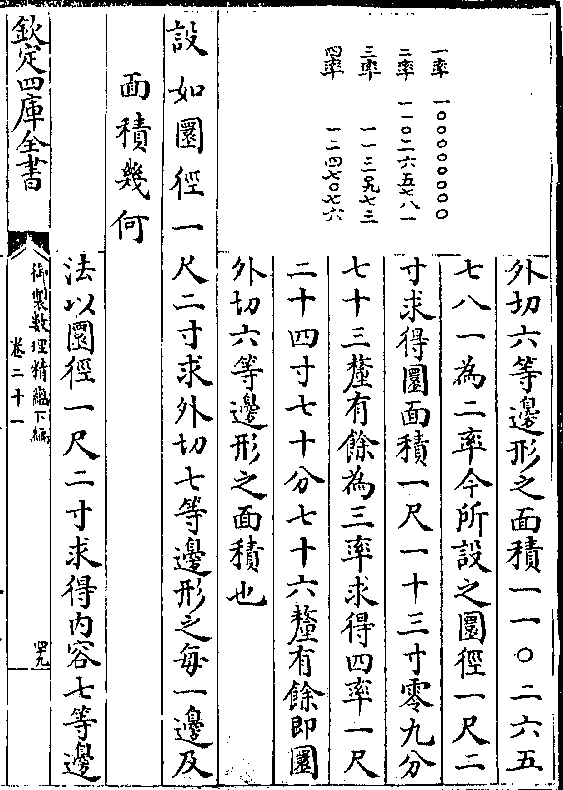 一率　一〇〇〇〇〇〇〇〇
二率　一一〇二六五七八一
三率　一一三〇九七三
四率　一二四七〇七六
外切六等邊形之面積一一〇二六五
七八一為二率今所設之圜徑一尺二
寸求得圜面積一尺一十三寸零九分
七十三釐有餘為三率求得四率一尺
二十四寸七十分七十六釐有餘即圜
外切六等邊形之面積也
設如圜徑一尺二寸求外切七等邊形之每一邊及
面積幾何
法以圜徑一尺二寸求得内容七等邊
欽定四庫全書
御製數理精藴下編
卷二十一
四九